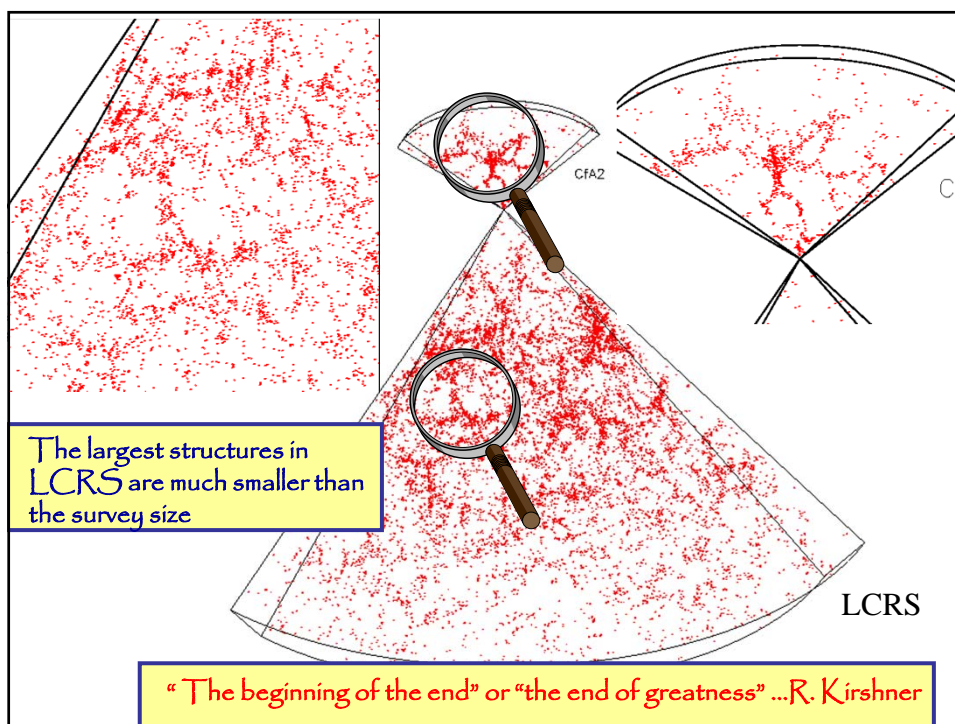 CfA2
C
The largest structures in
LCRS are much smaller than
the survey size
LCRS
“ The beginning of the end” or “the end of greatness” ...R. Kirshner